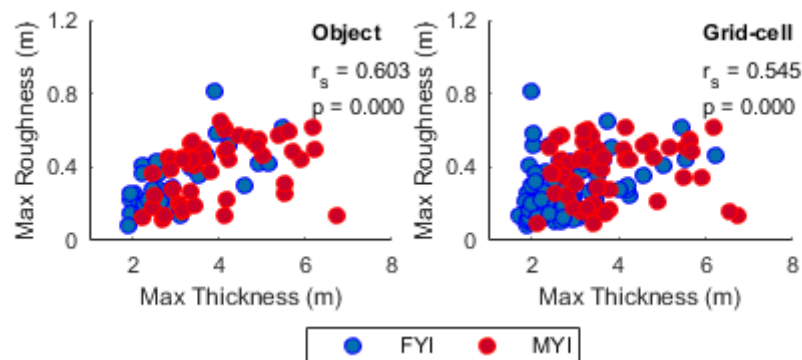 Max Roughness (m)
1.2
0.8
0.4
0
2
4
6
8
Max Thickness (m)
Object
r_s = 0.603
p = 0.000
Max Roughness (m)
1.2
0.8
0.4
0
2
4
6
8
Max Thickness (m)
Grid-cell
r_s = 0.545
p = 0.000
FYI MYI